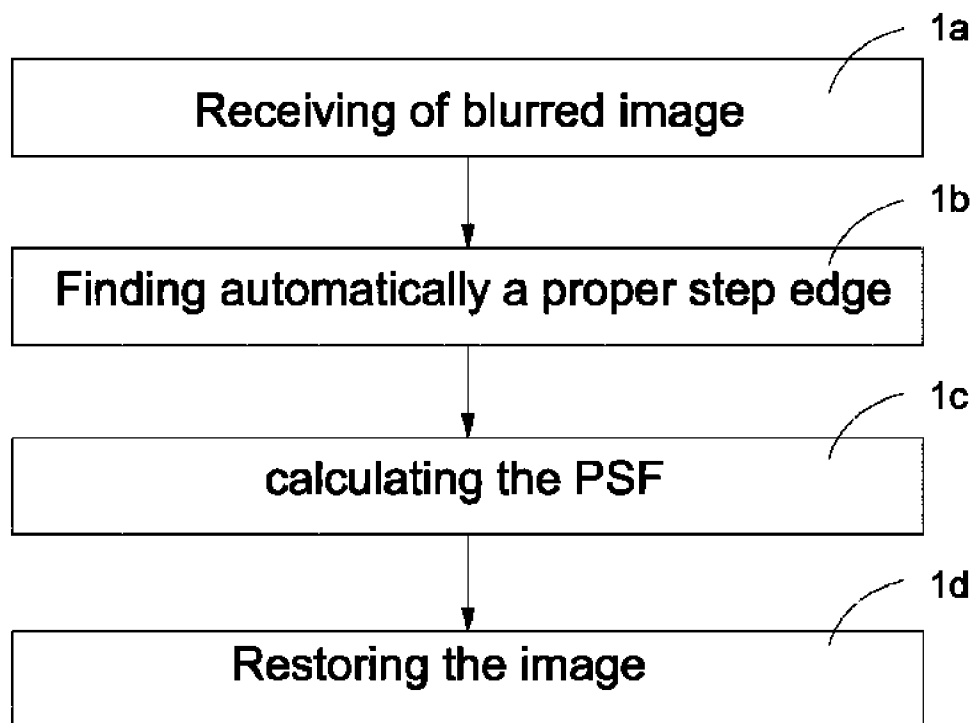 1a
Receiving of blurred image
1b
Finding automatically a proper step edge
1c
calculating the PSF
1d
Restoring the image